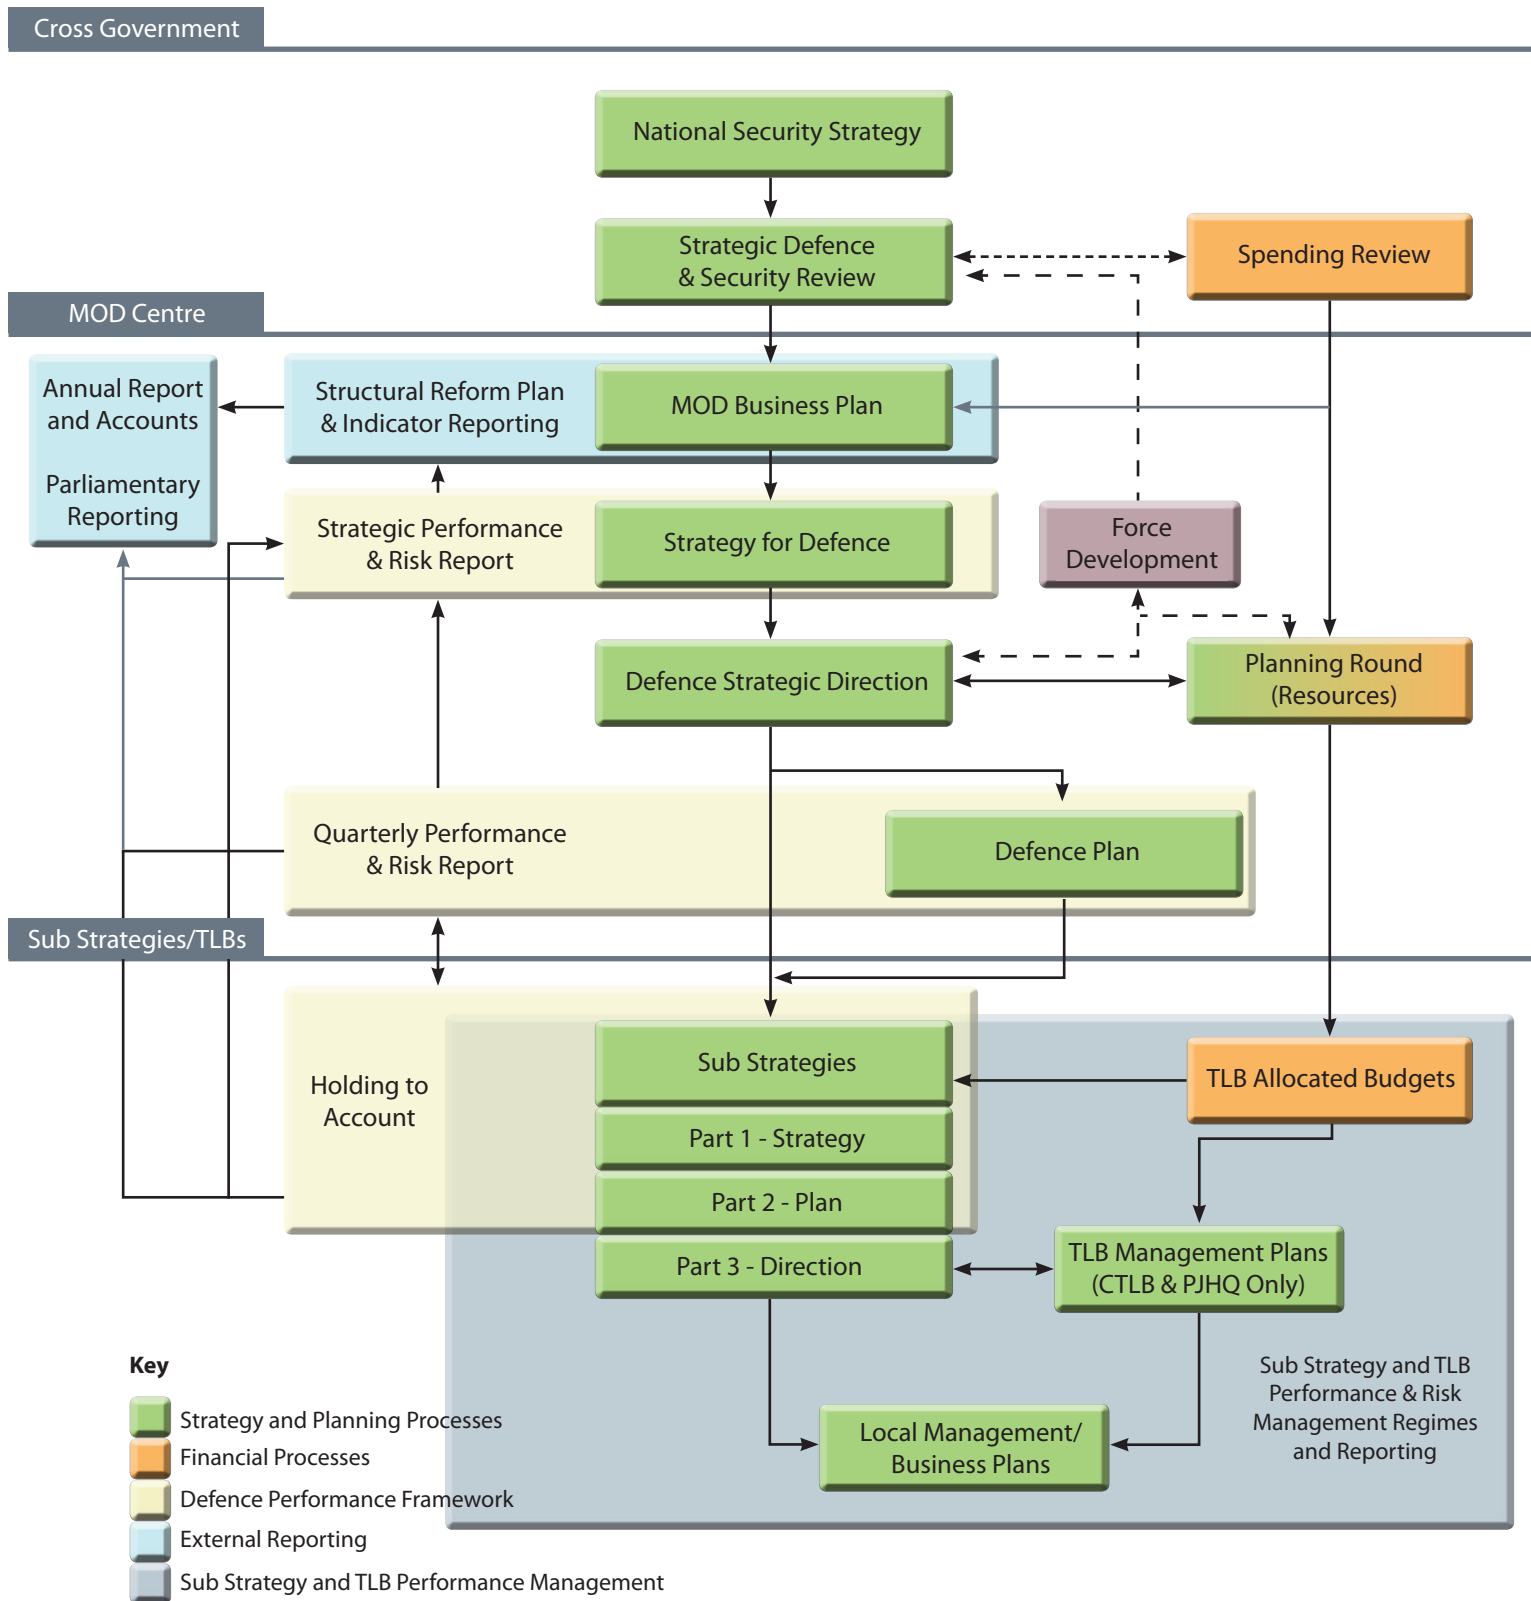 Cross Government
National Security Strategy
Strategic Defence
& Security Review
Spending Review
MOD Centre
Annual Report
and Accounts
Parliamentary
Reporting
Structural Reform Plan
& Indicator Reporting
MOD Business Plan
Strategic Performance
& Risk Report
Strategy for Defence
Force
Development
Defence Strategic Direction
Planning Round
(Resources)
Quarterly Performance
& Risk Report
Defence Plan
Sub Strategies/TLBs
Holding to
Account
Sub Strategies
Part 1 - Strategy
Part 2 - Plan
Part 3 - Direction
TLB Allocated Budgets
TLB Management Plans
(CTLB & PJHQ Only)
Local Management/
Business Plans
Sub Strategy and TLB
Performance & Risk
Management Regimes
and Reporting
Key
Strategy and Planning Processes
Financial Processes
Defence Performance Framework
External Reporting
Sub Strategy and TLB Performance Management